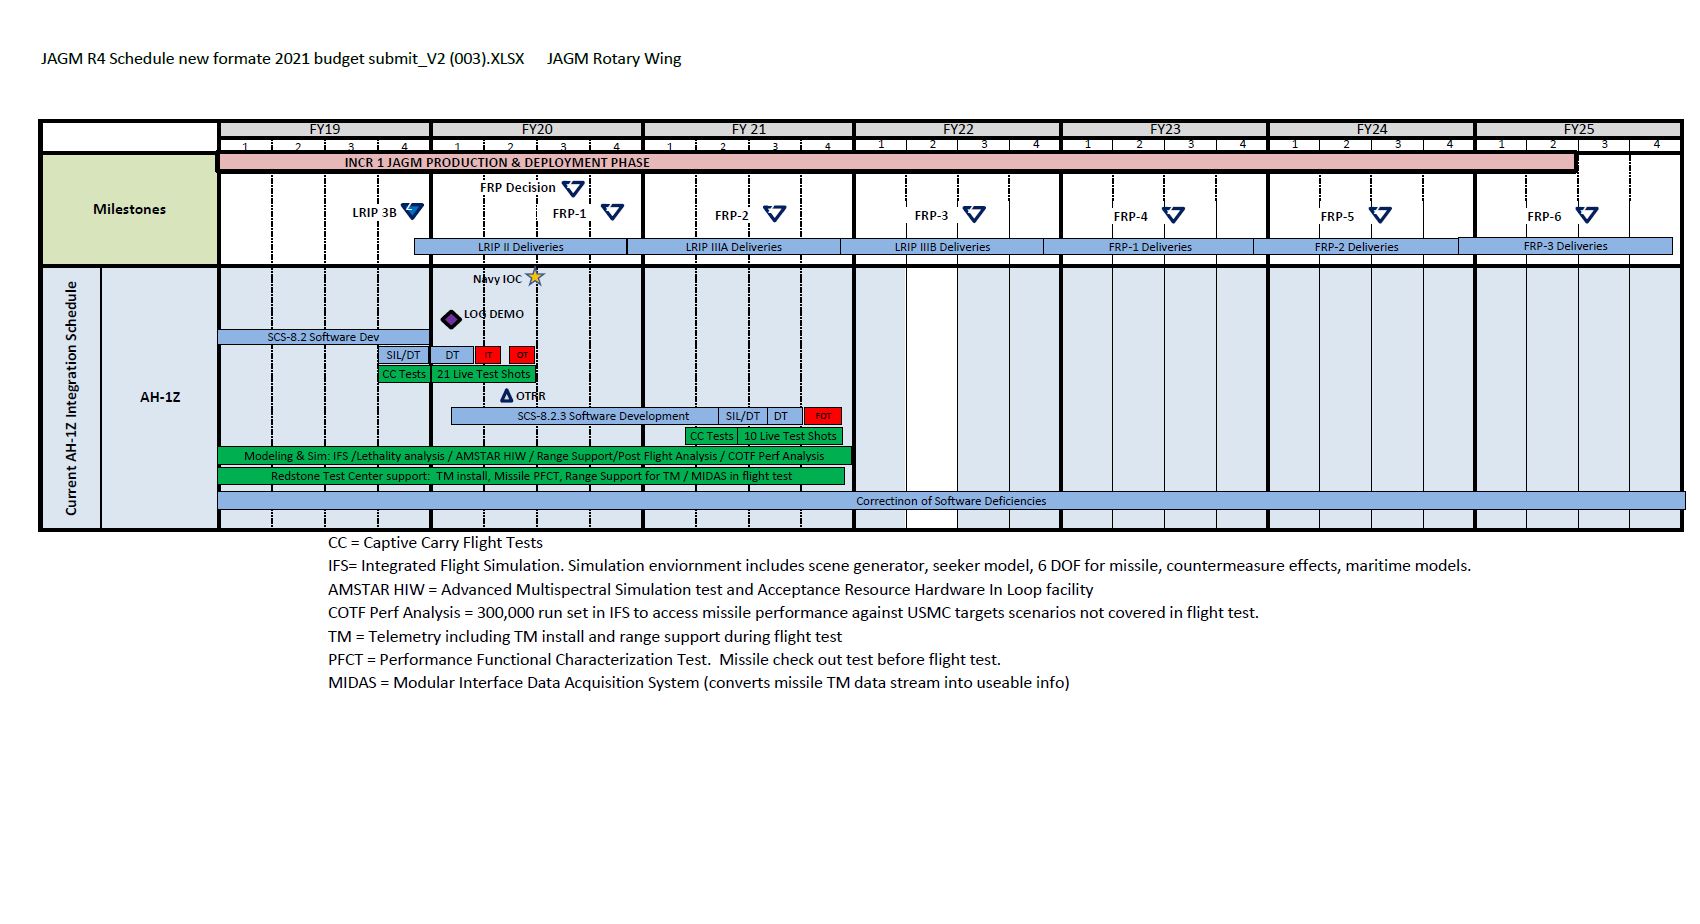 JAGM R4 Schedule new formate 2021 budget submit_V2 (003).XLSX JAGM Rotary Wing
FY19 FY20 FY 21 FY22 FY23 FY24 FY25
1 2 3 4 1 2 3 4 1 2 3 4 1 2 3 4 1 2 3 4 1 2 3 4 1 2 3 4
INCR 1 JAGM PRODUCTION & DEPLOYMENT PHASE
Milestones
FRP Decision
LRIP 3B FRP-1 FRP-2 FRP-3 FRP-4 FRP-5 FRP-6
LRIP II Deliveries LRIP IIIA Deliveries LRIP IIIB Deliveries FRP-1 Deliveries FRP-2 Deliveries FRP-3 Deliveries
Current AH-1Z Integration Schedule
AH-1Z
Navy IOC
LOG DEMO
SCS-8.2 Software Dev
SIL/DT DT IT OT
CC Tests 21 Live Test Shots
OTRR
SCS-8.2.3 Software Development SIL/DT DT FOT
CC Tests 10 Live Test Shots
Modeling & Sim: IFS /Lethality analysis / AMSTAR HIW / Range Support/Post Flight Analysis / COTF Perf Analysis
Redstone Test Center support: TM install, Missile PFCT, Range Support for TM / MIDAS in flight test
Correctinon of Software Deficiencies
CC = Captive Carry Flight Tests
IFS= Integrated Flight Simulation. Simulation enviornment includes scene generator, seeker model, 6 DOF for missile, countermeasure effects, maritime models.
AMSTAR HIW = Advanced Multispectral Simulation test and Acceptance Resource Hardware In Loop facility
COTF Perf Analysis = 300,000 run set in IFS to access missile performance against USMC targets scenarios not covered in flight test.
TM = Telemetry including TM install and range support during flight test
PFCT = Performance Functional Characterization Test. Missile check out test before flight test.
MIDAS = Modular Interface Data Acquisition System (converts missile TM data stream into useable info)